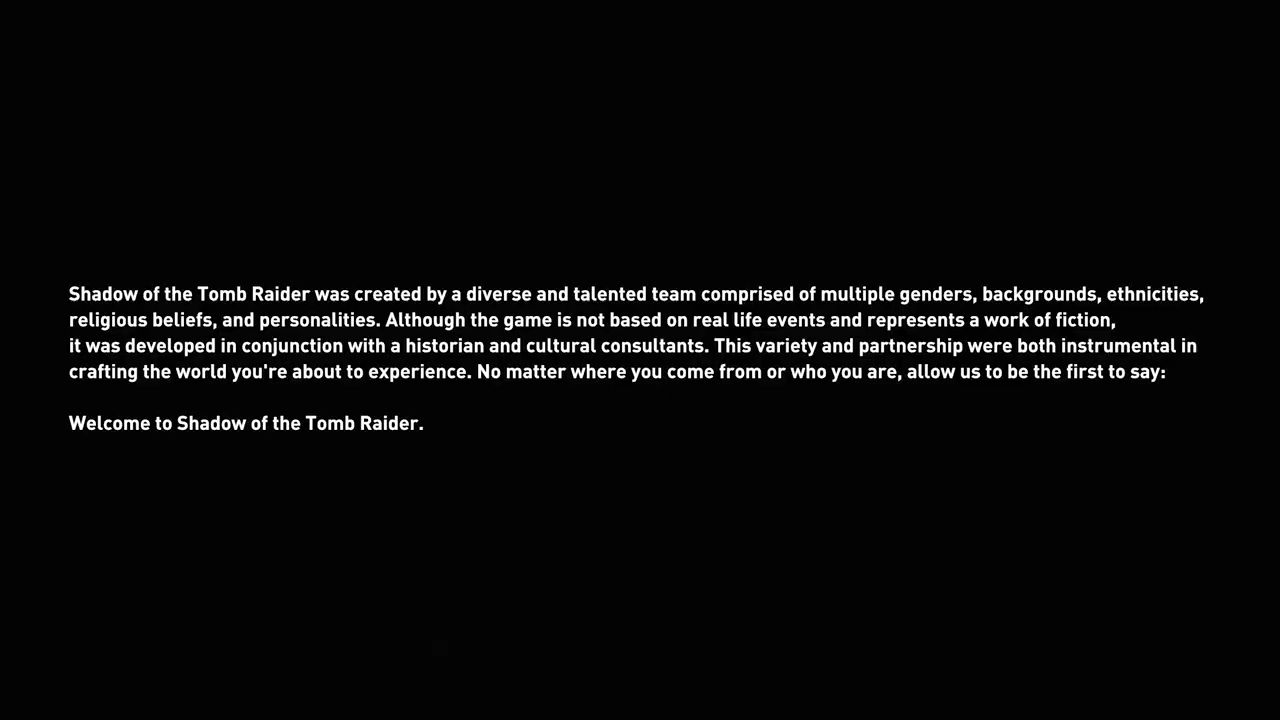 Shadow of the Tomb Raider was created by a diverse and talented team comprised of multiple genders, backgrounds, ethnicities,
religious beliefs, and personalities. Although the game is not based on real life events and represents a work of fiction,
it was developed in conjunction with a historian and cultural consultants. This variety and partnership were both instrumental in
crafting the world you're about to experience. No matter where you come from or who you are, allow us to be the first to say:
Welcome to Shadow of the Tomb Raider.